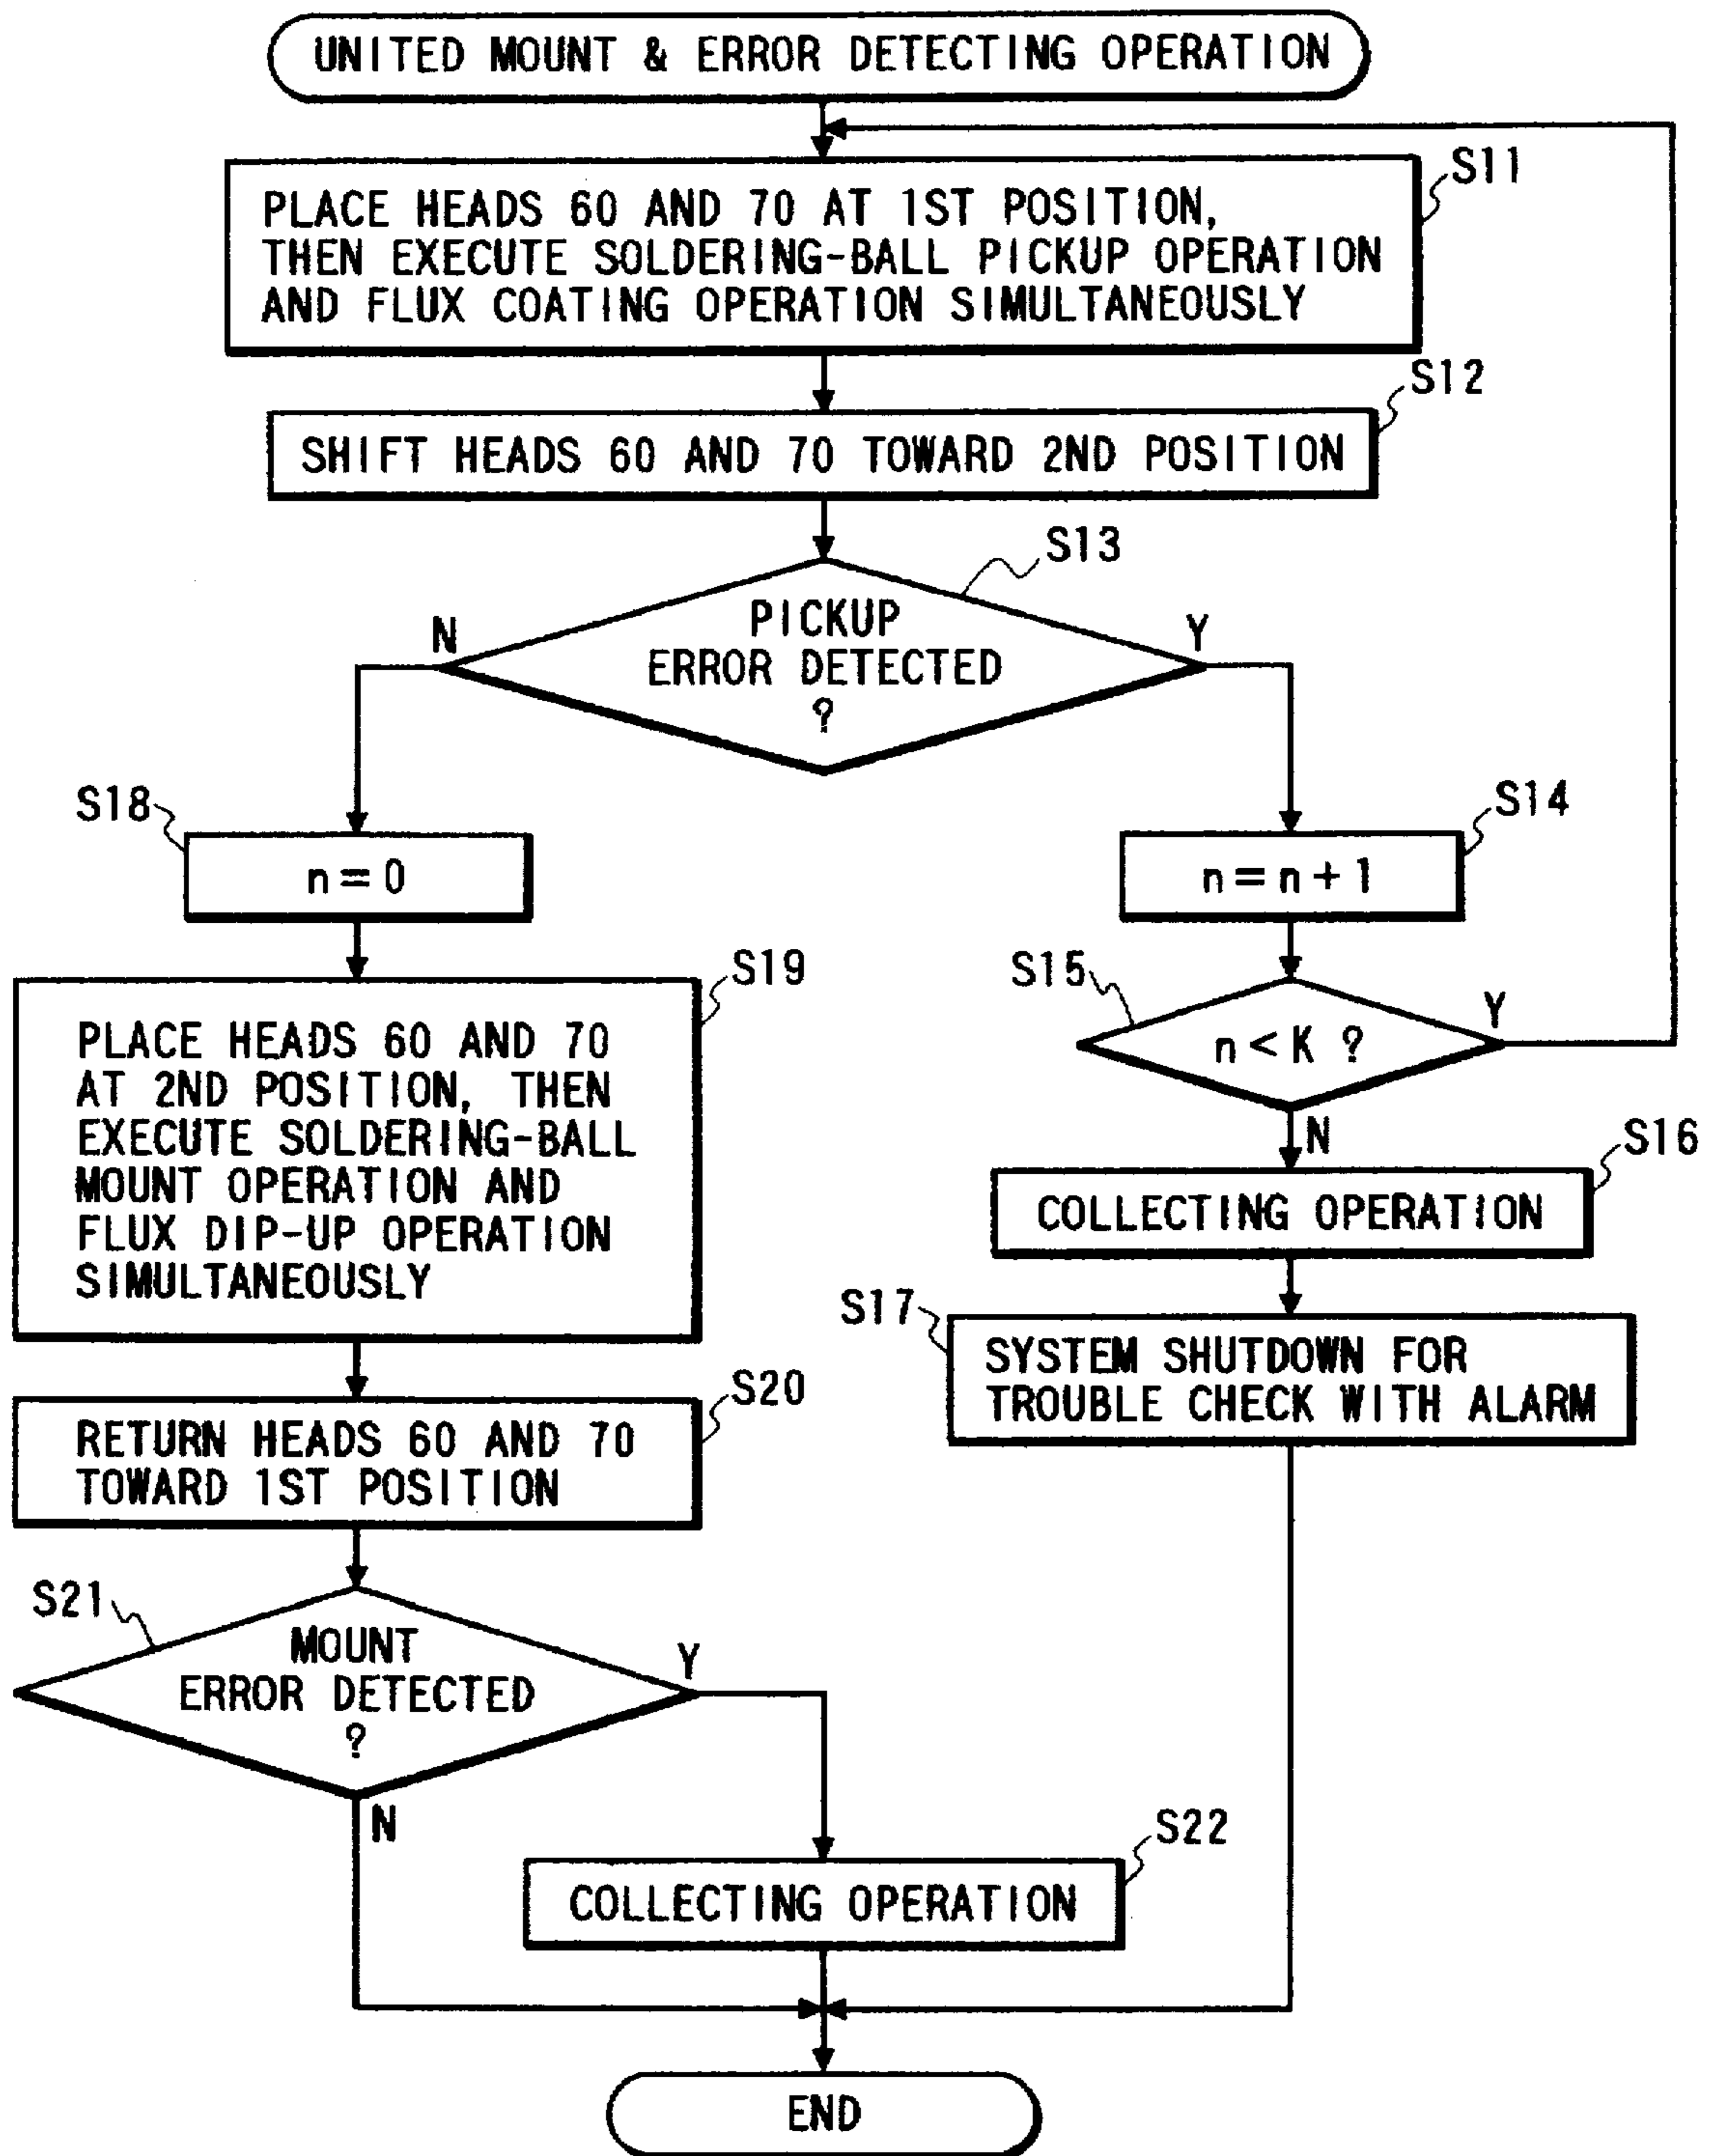 UNITED MOUNT & ERROR DETECTING OPERATION
S11
PLACE HEADS 60 AND 70 AT 1ST POSITION,
THEN EXECUTE SOLDERING-BALL PICKUP OPERATION
AND FLUX COATING OPERATION SIMULTANEOUSLY
S12
SHIFT HEADS 60 AND 70 TOWARD 2ND POSITION
S13
N
Y
PICKUP
ERROR DETECTED
?
S18
n=0
S14
n=n+1
S19
PLACE HEADS 60 AND 70
AT 2ND POSITION, THEN
EXECUTE SOLDERING-BALL
MOUNT OPERATION AND
FLUX DIP-UP OPERATION
SIMULTANEOUSLY
S15
Y
n<K ?
N
S16
COLLECTING OPERATION
S17
SYSTEM SHUTDOWN FOR
TROUBLE CHECK WITH ALARM
S20
RETURN HEADS 60 AND 70
TOWARD 1ST POSITION
S21
MOUNT
ERROR DETECTED
?
Y
N
S22
COLLECTING OPERATION
END